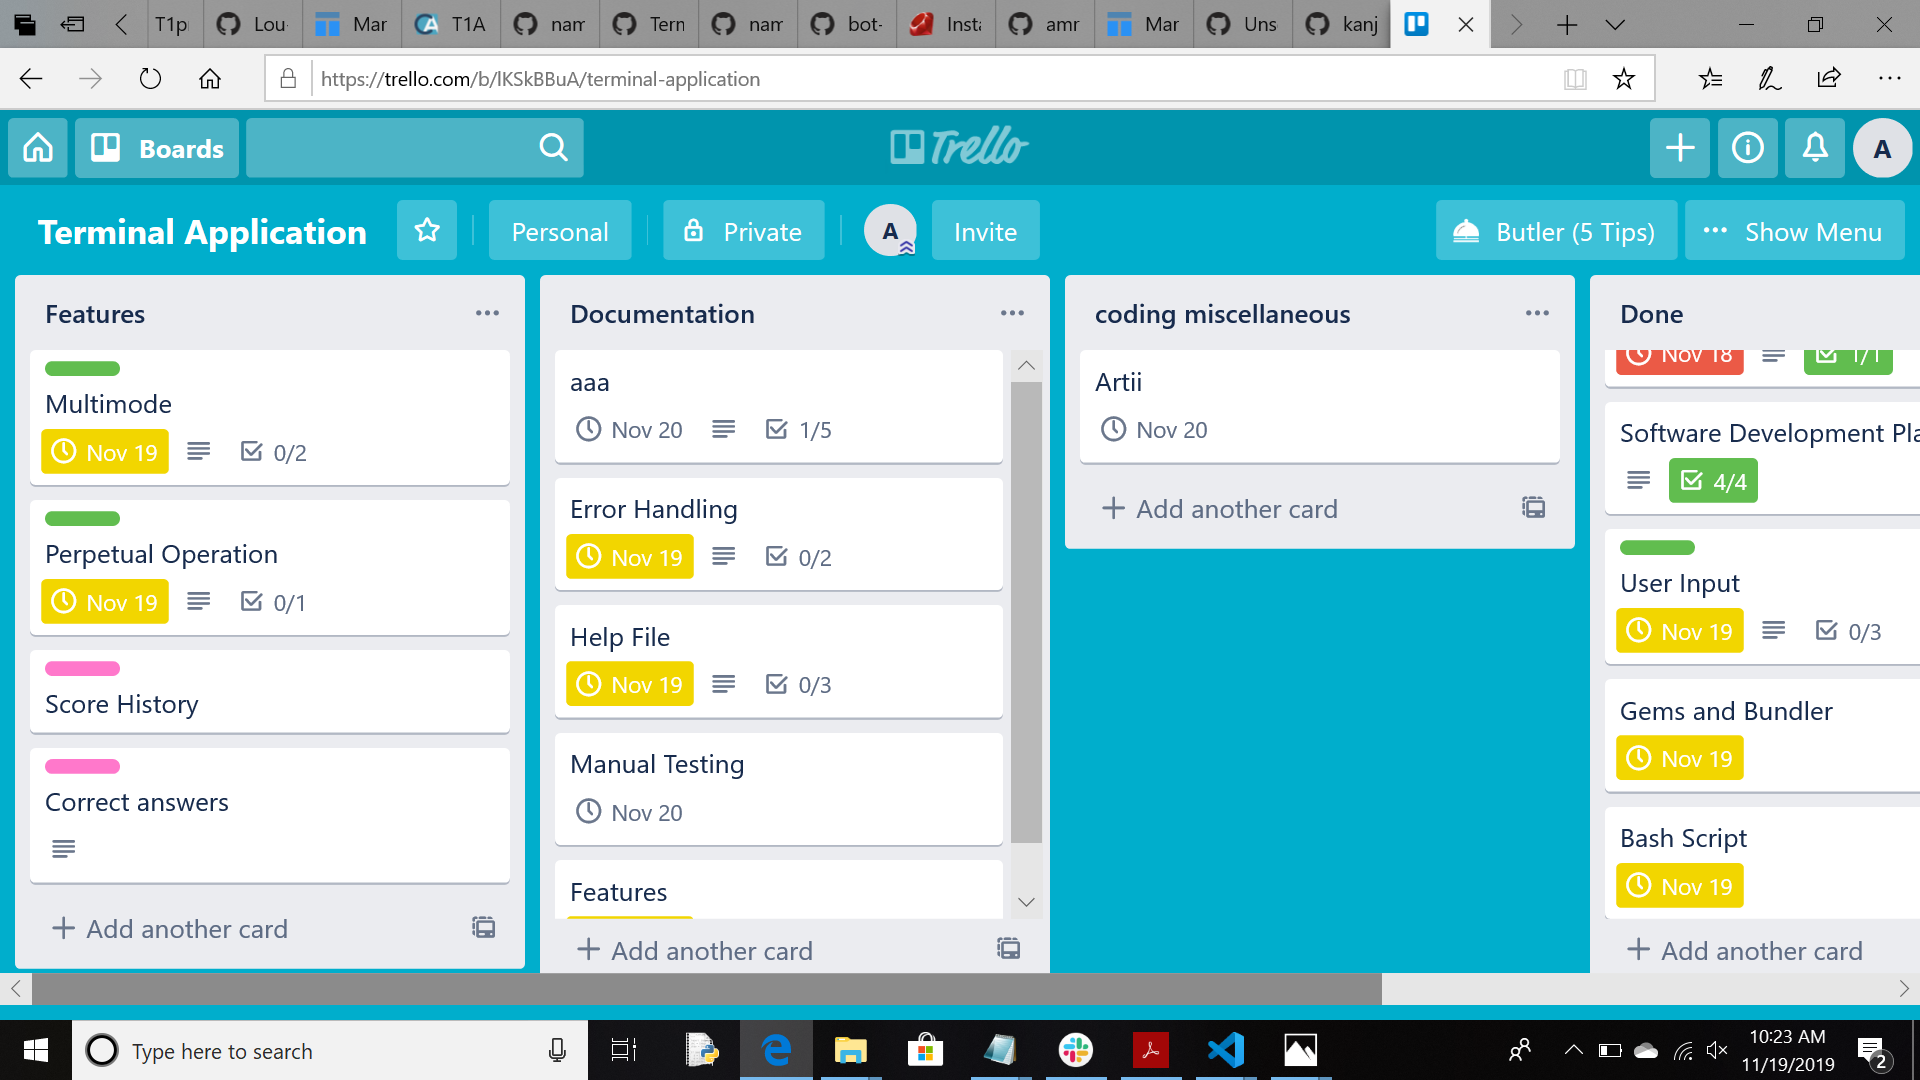 T1p
Lou
Mar
T1A
nam
Term
nam
bot-
Insta
amr
Mar
Uns
kanj
https://trello.com/b/lKSkBBuA/terminal-application
Boards
Trello
A
Terminal Application
Personal
Private
A
Invite
Butler (5 Tips)
Show Menu
Features
Multimode
Nov 19 0/2
Perpetual Operation
Nov 19 0/1
Score History
Correct answers
Add another card
Documentation
aaa
Nov 20 1/5
Error Handling
Nov 19 0/2
Help File
Nov 19 0/3
Manual Testing
Nov 20
Features
Add another card
coding miscellaneous
Artii
Nov 20
Add another card
Done
Nov 18 1/1
Software Development Pla
4/4
User Input
Nov 19 0/3
Gems and Bundler
Nov 19
Bash Script
Nov 19
Add another card
Type here to search
10:23 AM
11/19/2019
2